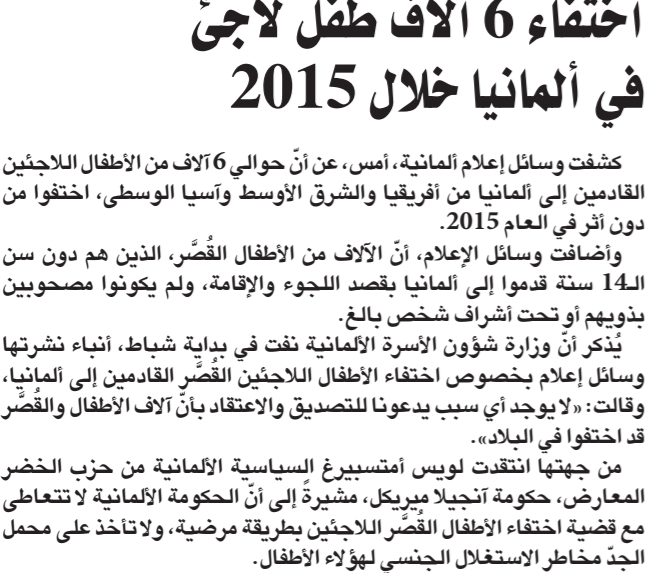 اختفاء 6 آلاف طفل لاجئ
في ألمانيا خلال 2015
كشفت وسائل إعلام ألمانية، أمس، عن أنّ حوالي 6 آلاف من الأطفال اللاجئين
القادمين إلى ألمانيا من أفريقيا والشرق الأوسط وآسيا الوسطى، اختفوا من
دون أثر في العام 2015.
وأضافت وسائل الإعلام، أنّ الآلاف من الأطفال القُصَّر، الذين هم دون سن
الـ14 سنة قدموا إلى ألمانيا بقصد اللجوء والإقامة، ولم يكونوا مصحوبين
بذويهم أو تحت أشراف شخص بالغ.
يُذكر أنّ وزارة شؤون الأسرة الألمانية نفت في بداية شباط، أنباء نشرتها
وسائل إعلام بخصوص اختفاء الأطفال اللاجئين القُصَّر القادمين إلى ألمانيا،
وقالت: «لا يوجد أي سبب يدعونا للتصديق والاعتقاد بأنّ آلاف الأطفال والقُصَّر
قد اختفوا في البلاد».
من جهتها انتقدت لويس أمتسبيرغ السياسية الألمانية من حزب الخضر
المعارض، حكومة آنجيلا ميريكل، مشيرةً إلى أنّ الحكومة الألمانية لا تتعاطى
مع قضية اختفاء الأطفال القُصَّر اللاجئين بطريقة مرضية، ولا تأخذ على محمل
الجدّ مخاطر الاستغلال الجنسي لهؤلاء الأطفال.